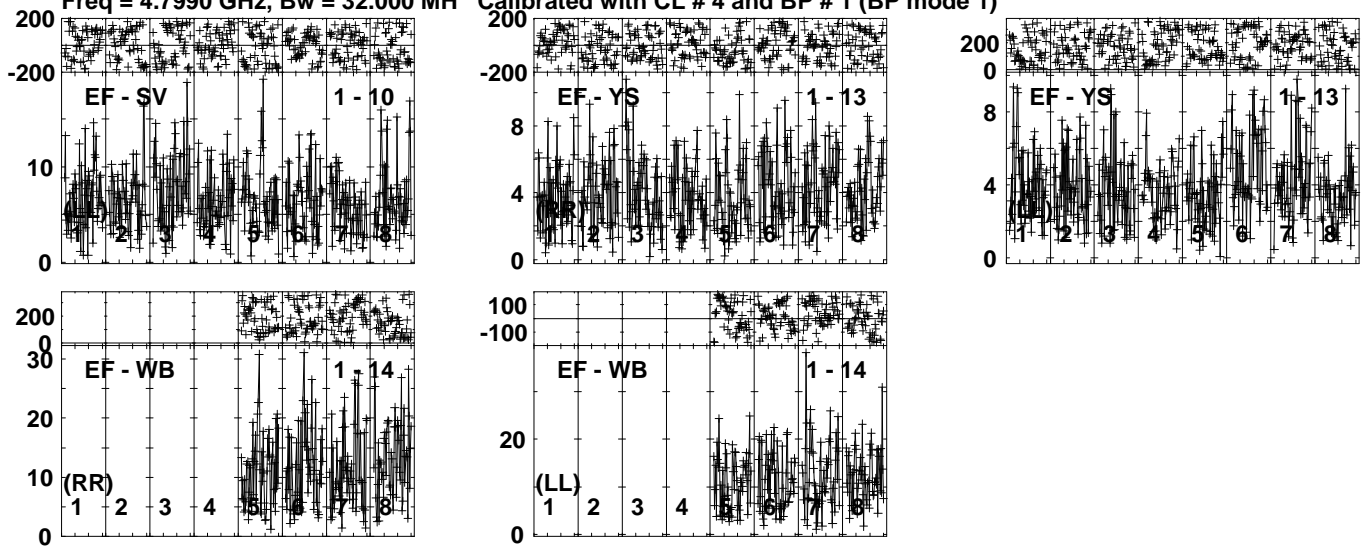 Freq = 4.7990 GHz, Bw = 32.000 MH Calibrated with CL # 4 and BP # 1 (BP mode 1)
200
-200
EF - SV 1 - 10
10
(LL)
1 2 3 4 5 6 7 8
0
200
-200
EF - YS 1 - 13
8
4
(RR)
1 2 3 4 5 6 7 8
0
200
0
EF - YS 1 - 13
8
4
(LL)
1 2 3 4 5 6 7 8
0
200
0
30
EF - WB 1 - 14
20
10
(RR)
1 2 3 4 5 6 7 8
0
100
-100
EF - WB 1 - 14
20
(LL)
1 2 3 4 5 6 7 8
0